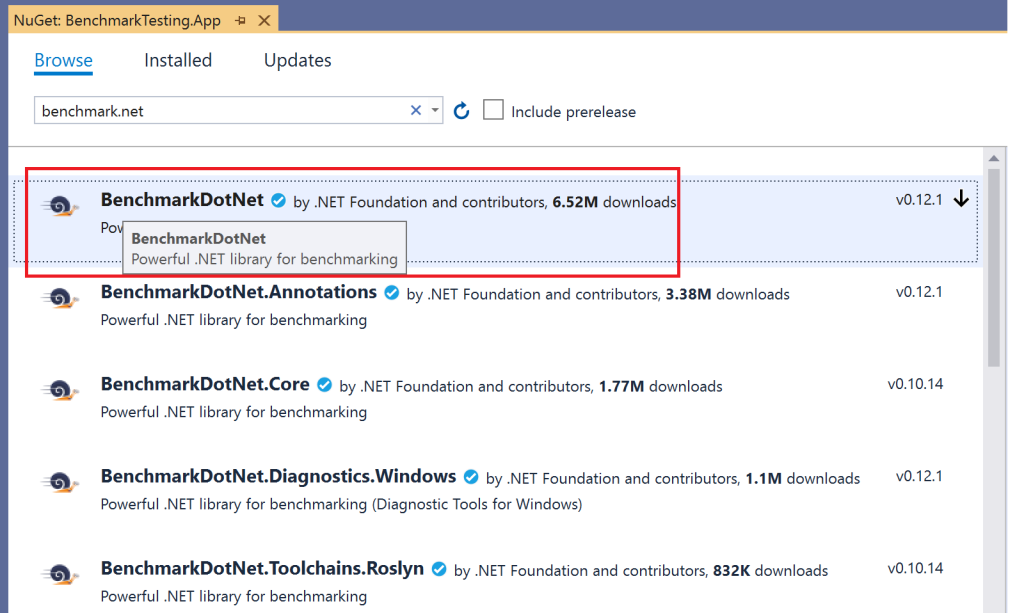 NuGet: BenchmarkTesting.App
Browse Installed Updates
benchmark.net Include prerelease
BenchmarkDotNet by .NET Foundation and contributors, 6.52M downloads v0.12.1
BenchmarkDotNet
Powerful .NET library for benchmarking
BenchmarkDotNet.Annotations by .NET Foundation and contributors, 3.38M downloads v0.12.1
Powerful .NET library for benchmarking
BenchmarkDotNet.Core by .NET Foundation and contributors, 1.77M downloads v0.10.14
Powerful .NET library for benchmarking
BenchmarkDotNet.Diagnostics.Windows by .NET Foundation and contributors, 1.1M downloads v0.12.1
Powerful .NET library for benchmarking (Diagnostic Tools for Windows)
BenchmarkDotNet.Toolchains.Roslyn by .NET Foundation and contributors, 832K downloads v0.10.14
Powerful .NET library for benchmarking